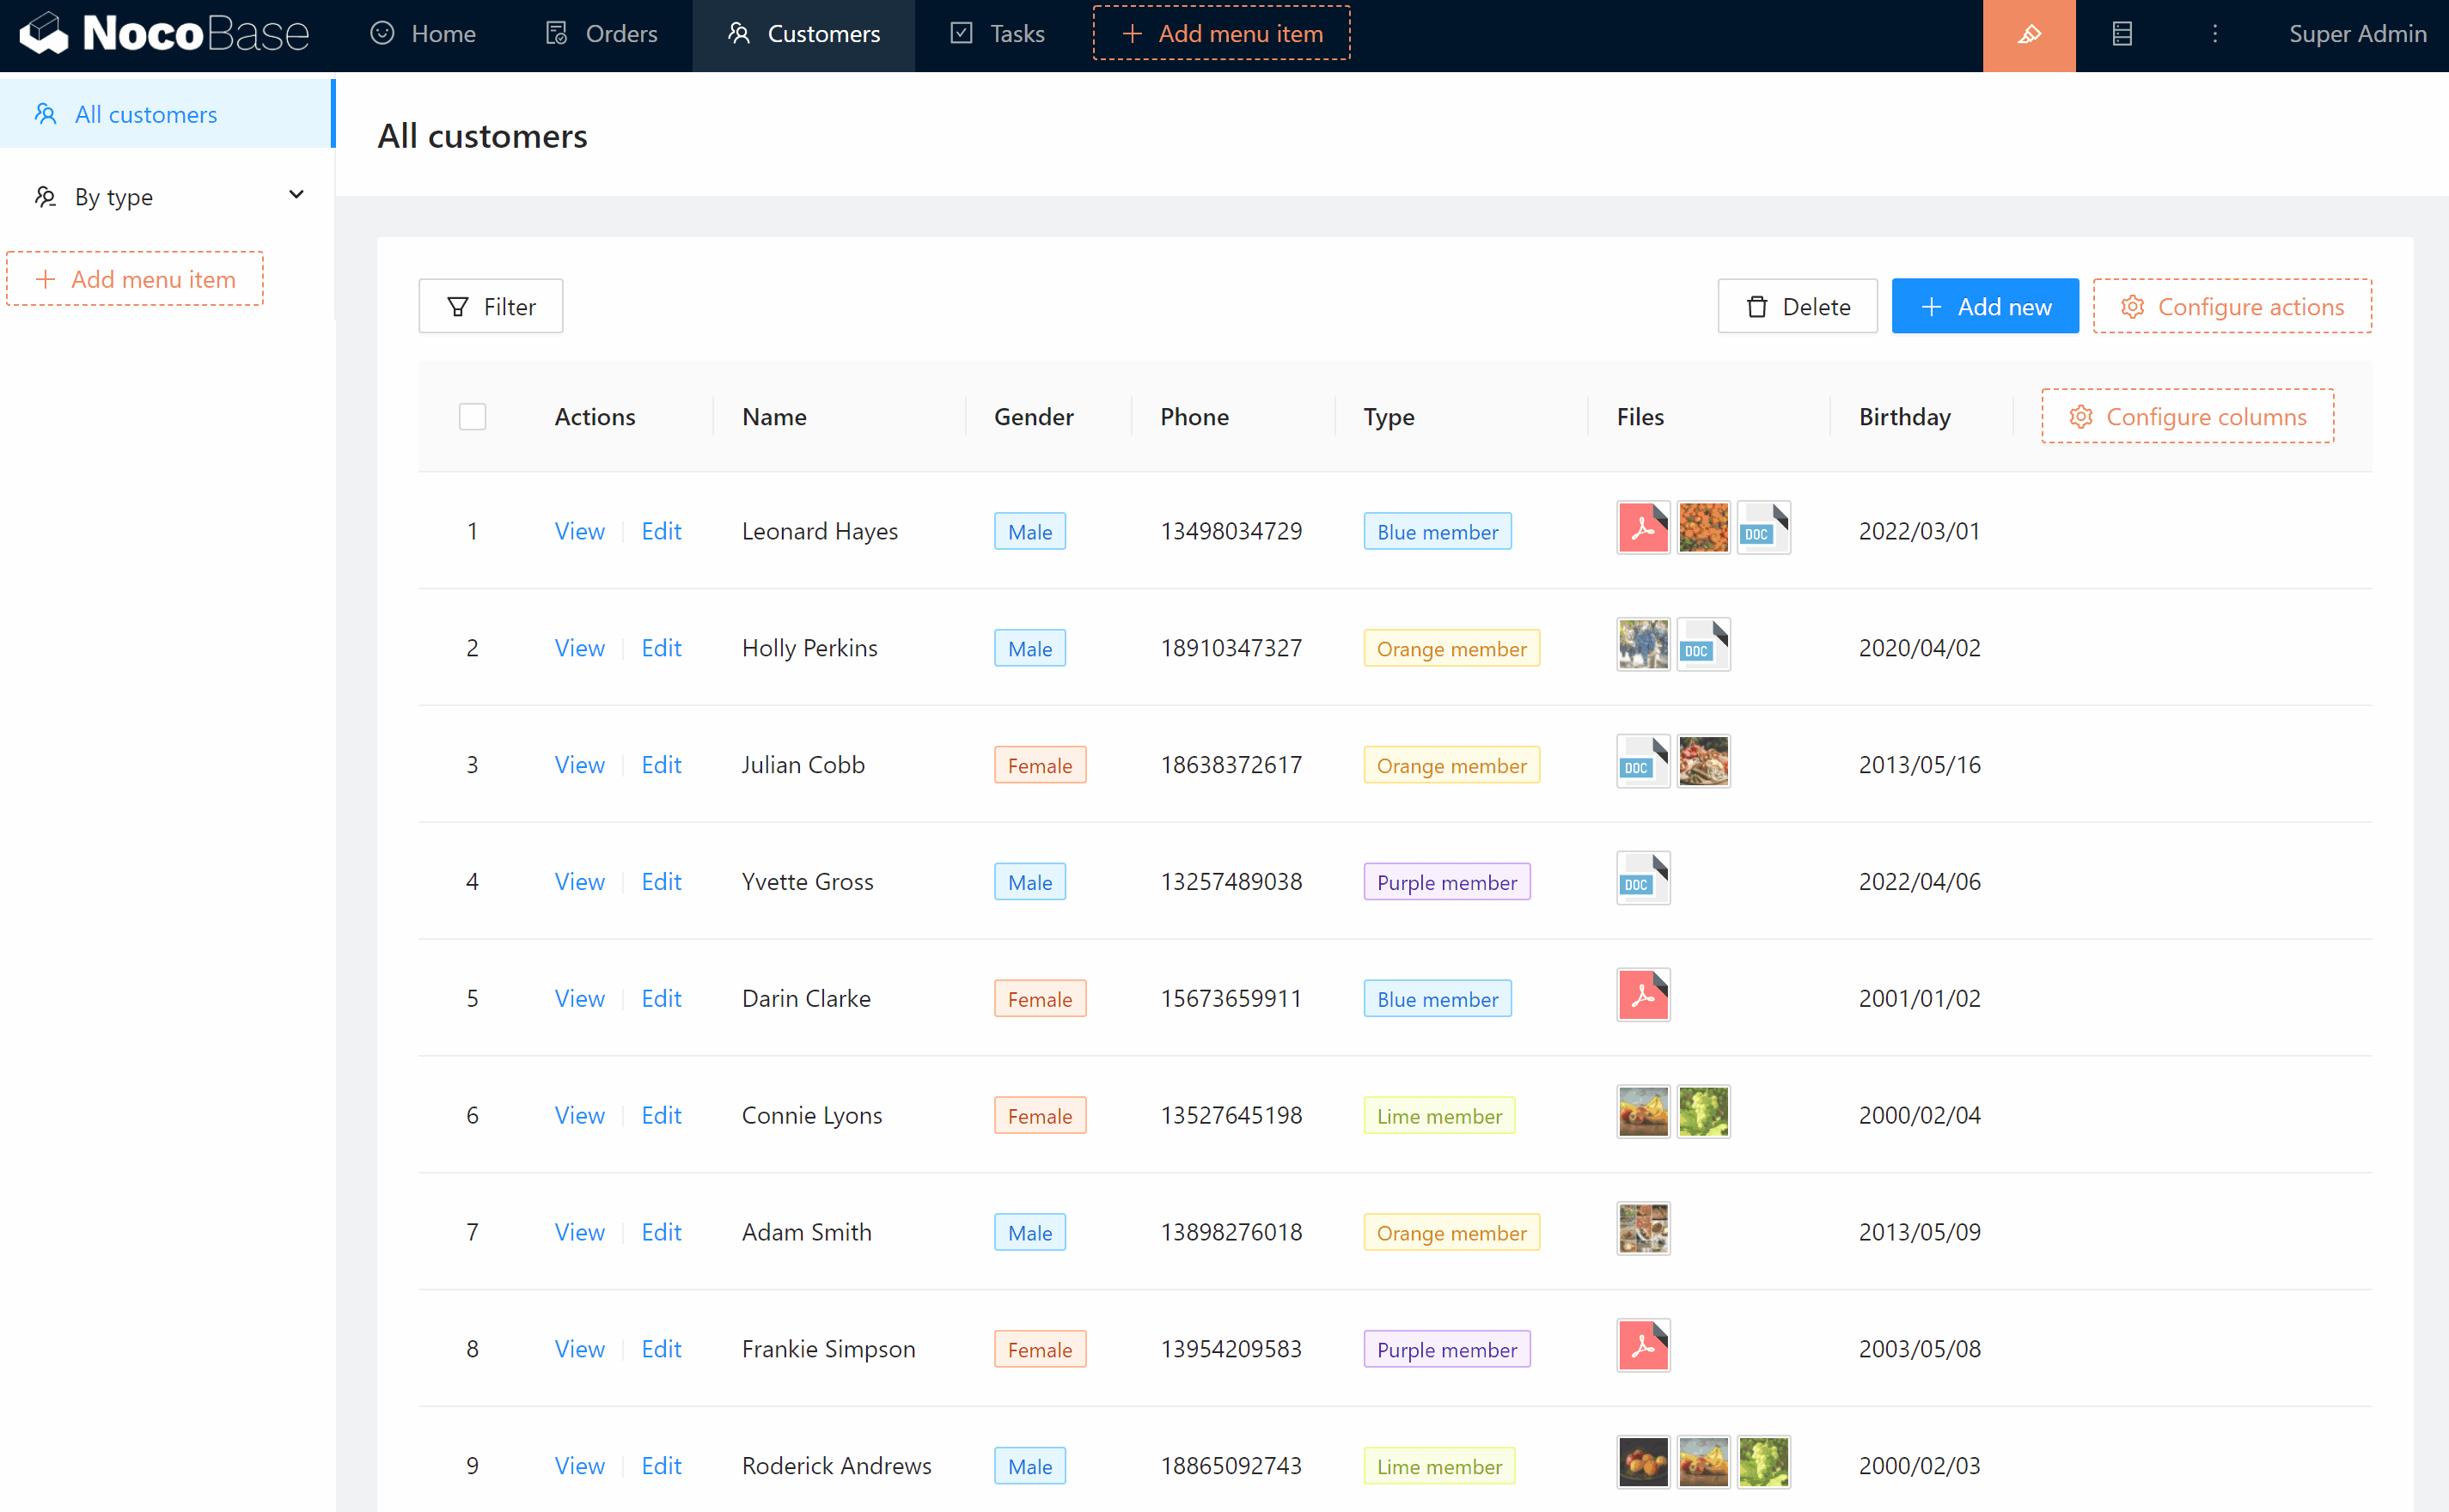 NocoBase Home Orders Customers Tasks + Add menu item Super Admin
All customers
By type
+ Add menu item
All customers
Filter Delete + Add new Configure actions
Actions Name Gender Phone Type Files Birthday Configure columns
1 View Edit Leonard Hayes Male 13498034729 Blue member DOC 2022/03/01
2 View Edit Holly Perkins Male 18910347327 Orange member DOC 2020/04/02
3 View Edit Julian Cobb Female 18638372617 Orange member DOC 2013/05/16
4 View Edit Yvette Gross Male 13257489038 Purple member DOC 2022/04/06
5 View Edit Darin Clarke Female 15673659911 Blue member 2001/01/02
6 View Edit Connie Lyons Female 13527645198 Lime member 2000/02/04
7 View Edit Adam Smith Male 13898276018 Orange member 2013/05/09
8 View Edit Frankie Simpson Female 13954209583 Purple member 2003/05/08
9 View Edit Roderick Andrews Male 18865092743 Lime member 2000/02/03